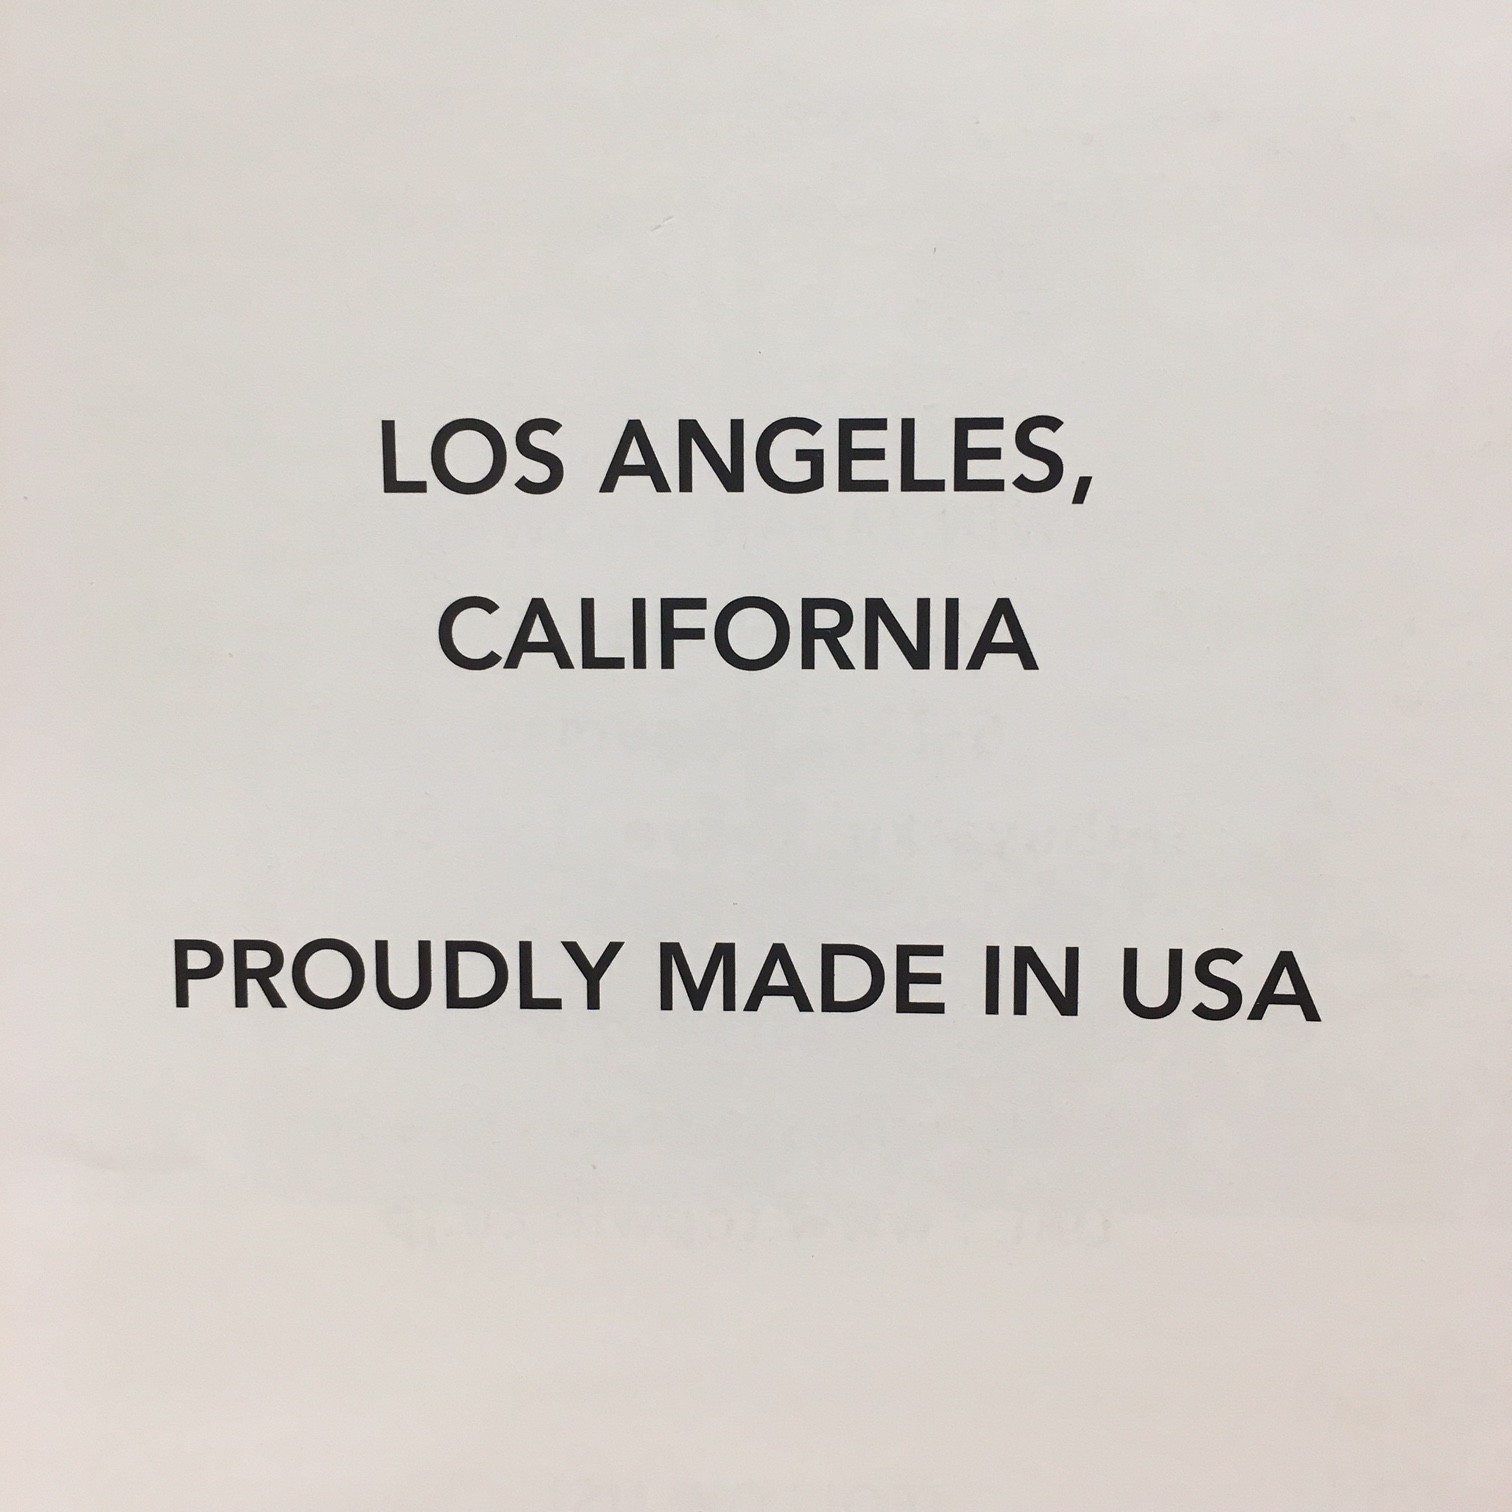 LOS ANGELES,
CALIFORNIA
PROUDLY MADE IN USA